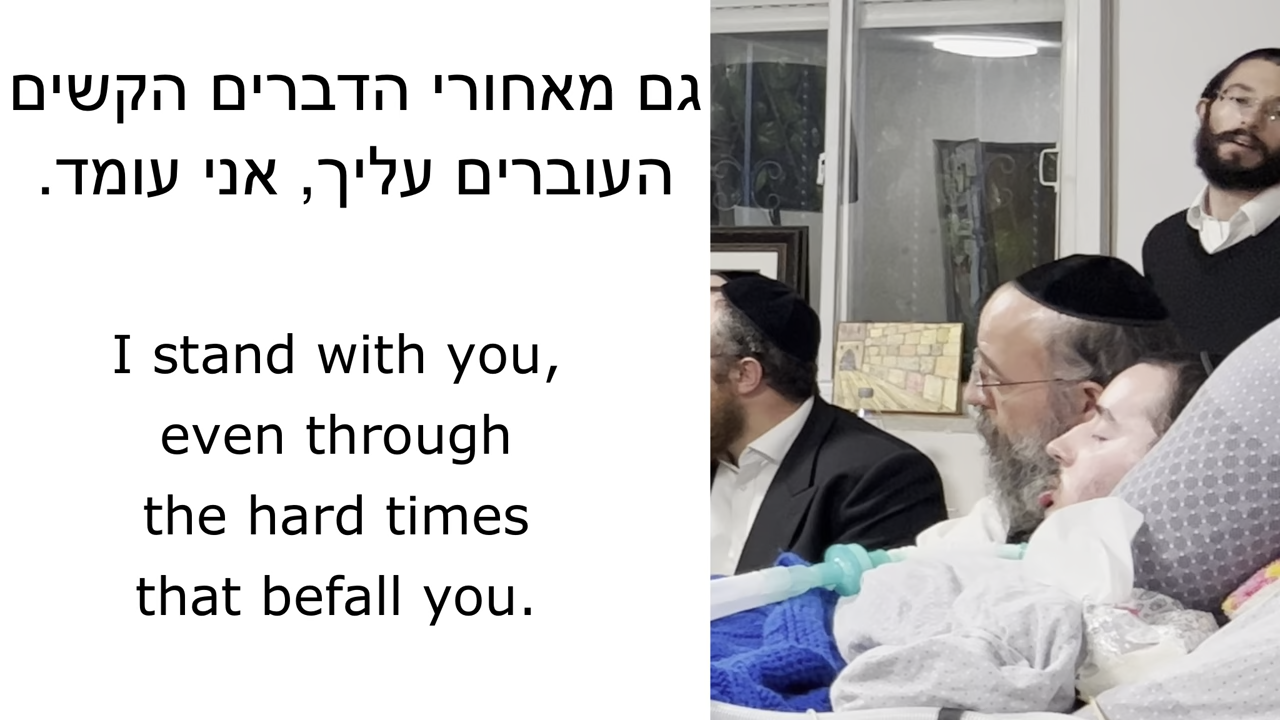 גם מאחורי הדברים הקשים
העוברים עליך, אני עומד.
I stand with you,
even through
the hard times
that befall you.